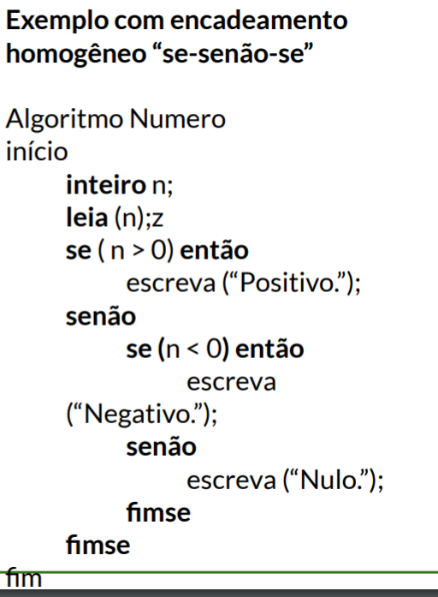 Exemplo com encadeamento
homogêneo “se-senão-se”
Algoritmo Numero
início
inteiro n;
leia (n);z
se ( n > 0) então
escreva (“Positivo.”);
senão
se (n < 0) então
escreva
(“Negativo.”);
senão
escreva (“Nulo.”);
fimse
fimse
fim